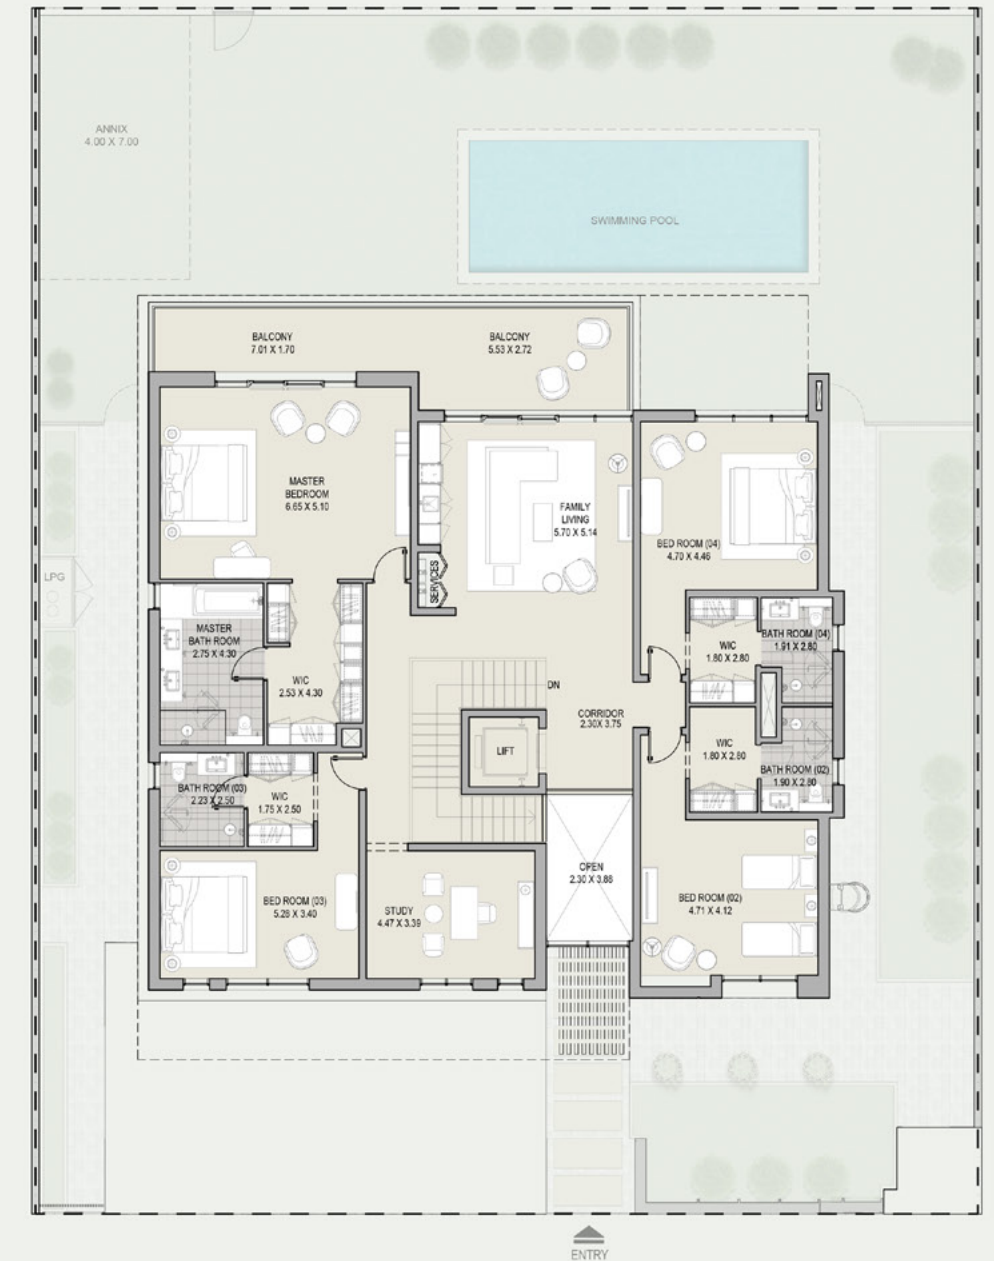 ANNIX
4.00 X 7.00
SWIMMING POOL
BALCONY
7.01 X 1.70
BALCONY
5.53 X 2.72
MASTER
BEDROOM
6.65 X 5.10
FAMILY
LIVING
5.70 X 5.14
BED ROOM (04)
4.70 X 4.46
SERVICES
LPG
MASTER
BATH ROOM
2.75 X 4.30
WIC
2.53 X 4.30
WIC
1.80 X 2.80
BATH ROOM (04)
1.91 X 2.80
DN
CORRIDOR
2.30X 3.75
LIFT
WIC
1.80 X 2.80
BATH ROOM (02)
1.90 X 2.80
BATH ROOM (03)
2.23 X 2.50
WIC
1.75 X 2.50
OPEN
2.30 X 3.88
BED ROOM (03)
5.28 X 3.40
STUDY
4.47 X 3.39
BED ROOM (02)
4.71 X 4.12
ENTRY